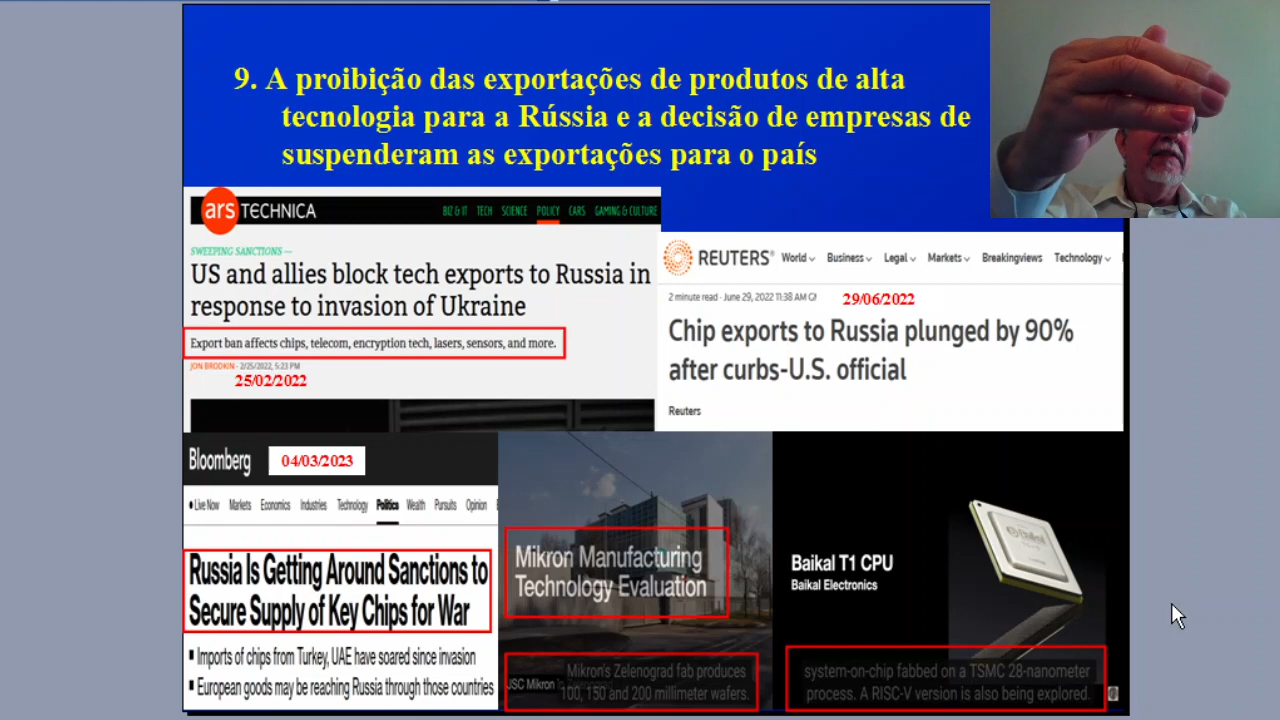 9. A proibição das exportações de produtos de alta
tecnologia para a Rússia e a decisão de empresas de
suspenderam as exportações para o país
ars TECHNICA
BIZ & IT TECH SCIENCE POLICY CARS GAMING & CULTURE
SWEEPING SANCTIONS —
US and allies block tech exports to Russia in
response to invasion of Ukraine
Export ban affects chips, telecom, encryption tech, lasers, sensors, and more.
JON BRODKIN - 2/25/2022, 5:23 PM
25/02/2022
REUTERS®
World Business Legal Markets Breakingviews Technology
2 minute read · June 29, 2022 11:38 AM
29/06/2022
Chip exports to Russia plunged by 90%
after curbs-U.S. official
Reuters
Bloomberg
04/03/2023
Live Now Markets Economics Industries Technology Politics Wealth Pursuits Opinion
Russia Is Getting Around Sanctions to
Secure Supply of Key Chips for War
Imports of chips from Turkey, UAE have soared since invasion
European goods may be reaching Russia through those countries
Mikron Manufacturing
Technology Evaluation
JSC Mikron
Mikron's Zelenograd fab produces
100, 150 and 200 millimeter wafers.
Baikal T1 CPU
Baikal Electronics
system-on-chip fabbed on a TSMC 28-nanometer
process. A RISC-V version is also being explored.